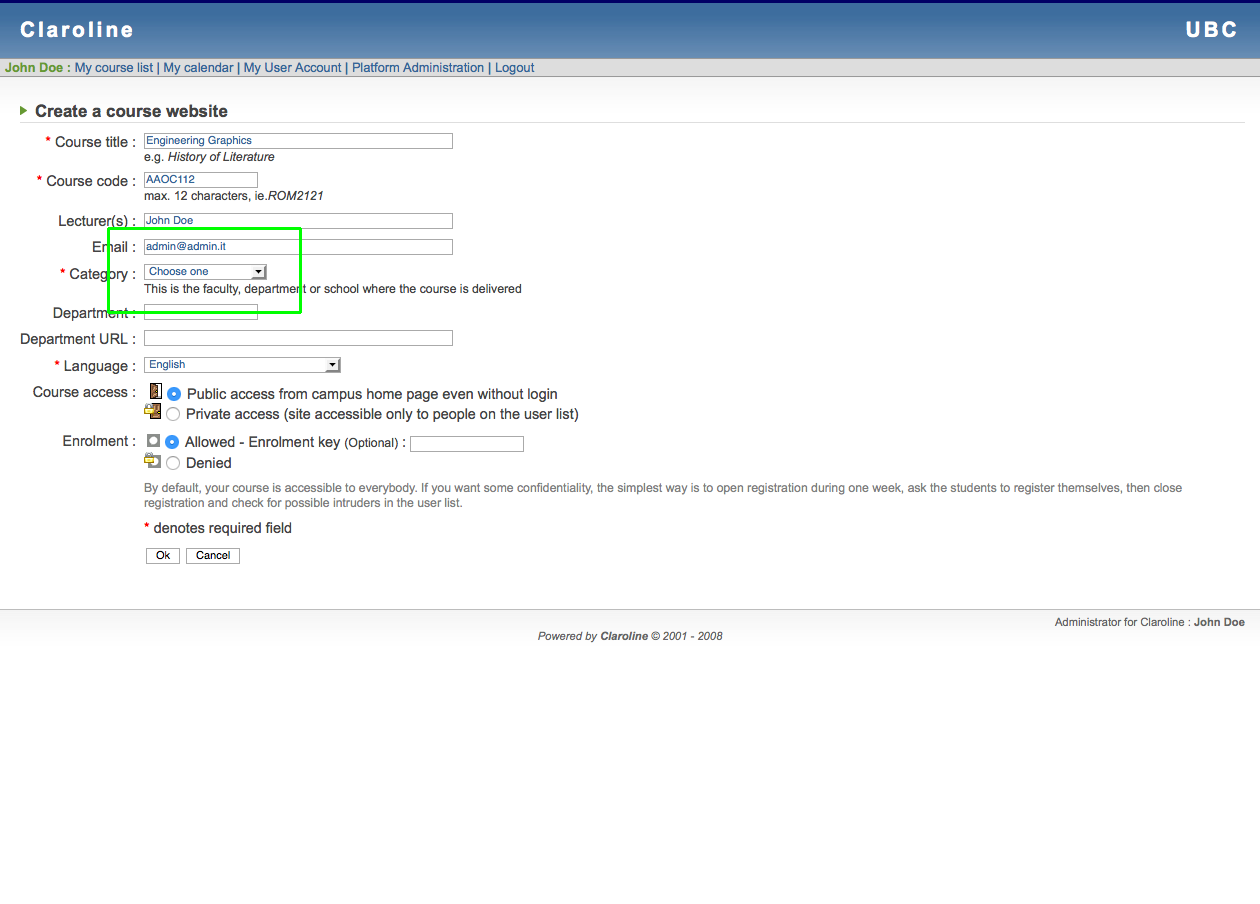 Claroline UBC
John Doe : My course list | My calendar | My User Account | Platform Administration | Logout
Create a course website
* Course title : Engineering Graphics
e.g. History of Literature
* Course code : AAOC112
max. 12 characters, ie.ROM2121
Lecturer(s) : John Doe
Email : admin@admin.it
* Category : Choose one
This is the faculty, department or school where the course is delivered
Department :
Department URL :
* Language : English
Course access : Public access from campus home page even without login
Private access (site accessible only to people on the user list)
Enrolment : Allowed - Enrolment key (Optional) :
Denied
By default, your course is accessible to everybody. If you want some confidentiality, the simplest way is to open registration during one week, ask the students to register themselves, then close
registration and check for possible intruders in the user list.
* denotes required field
Ok Cancel
Administrator for Claroline : John Doe
Powered by Claroline © 2001 - 2008